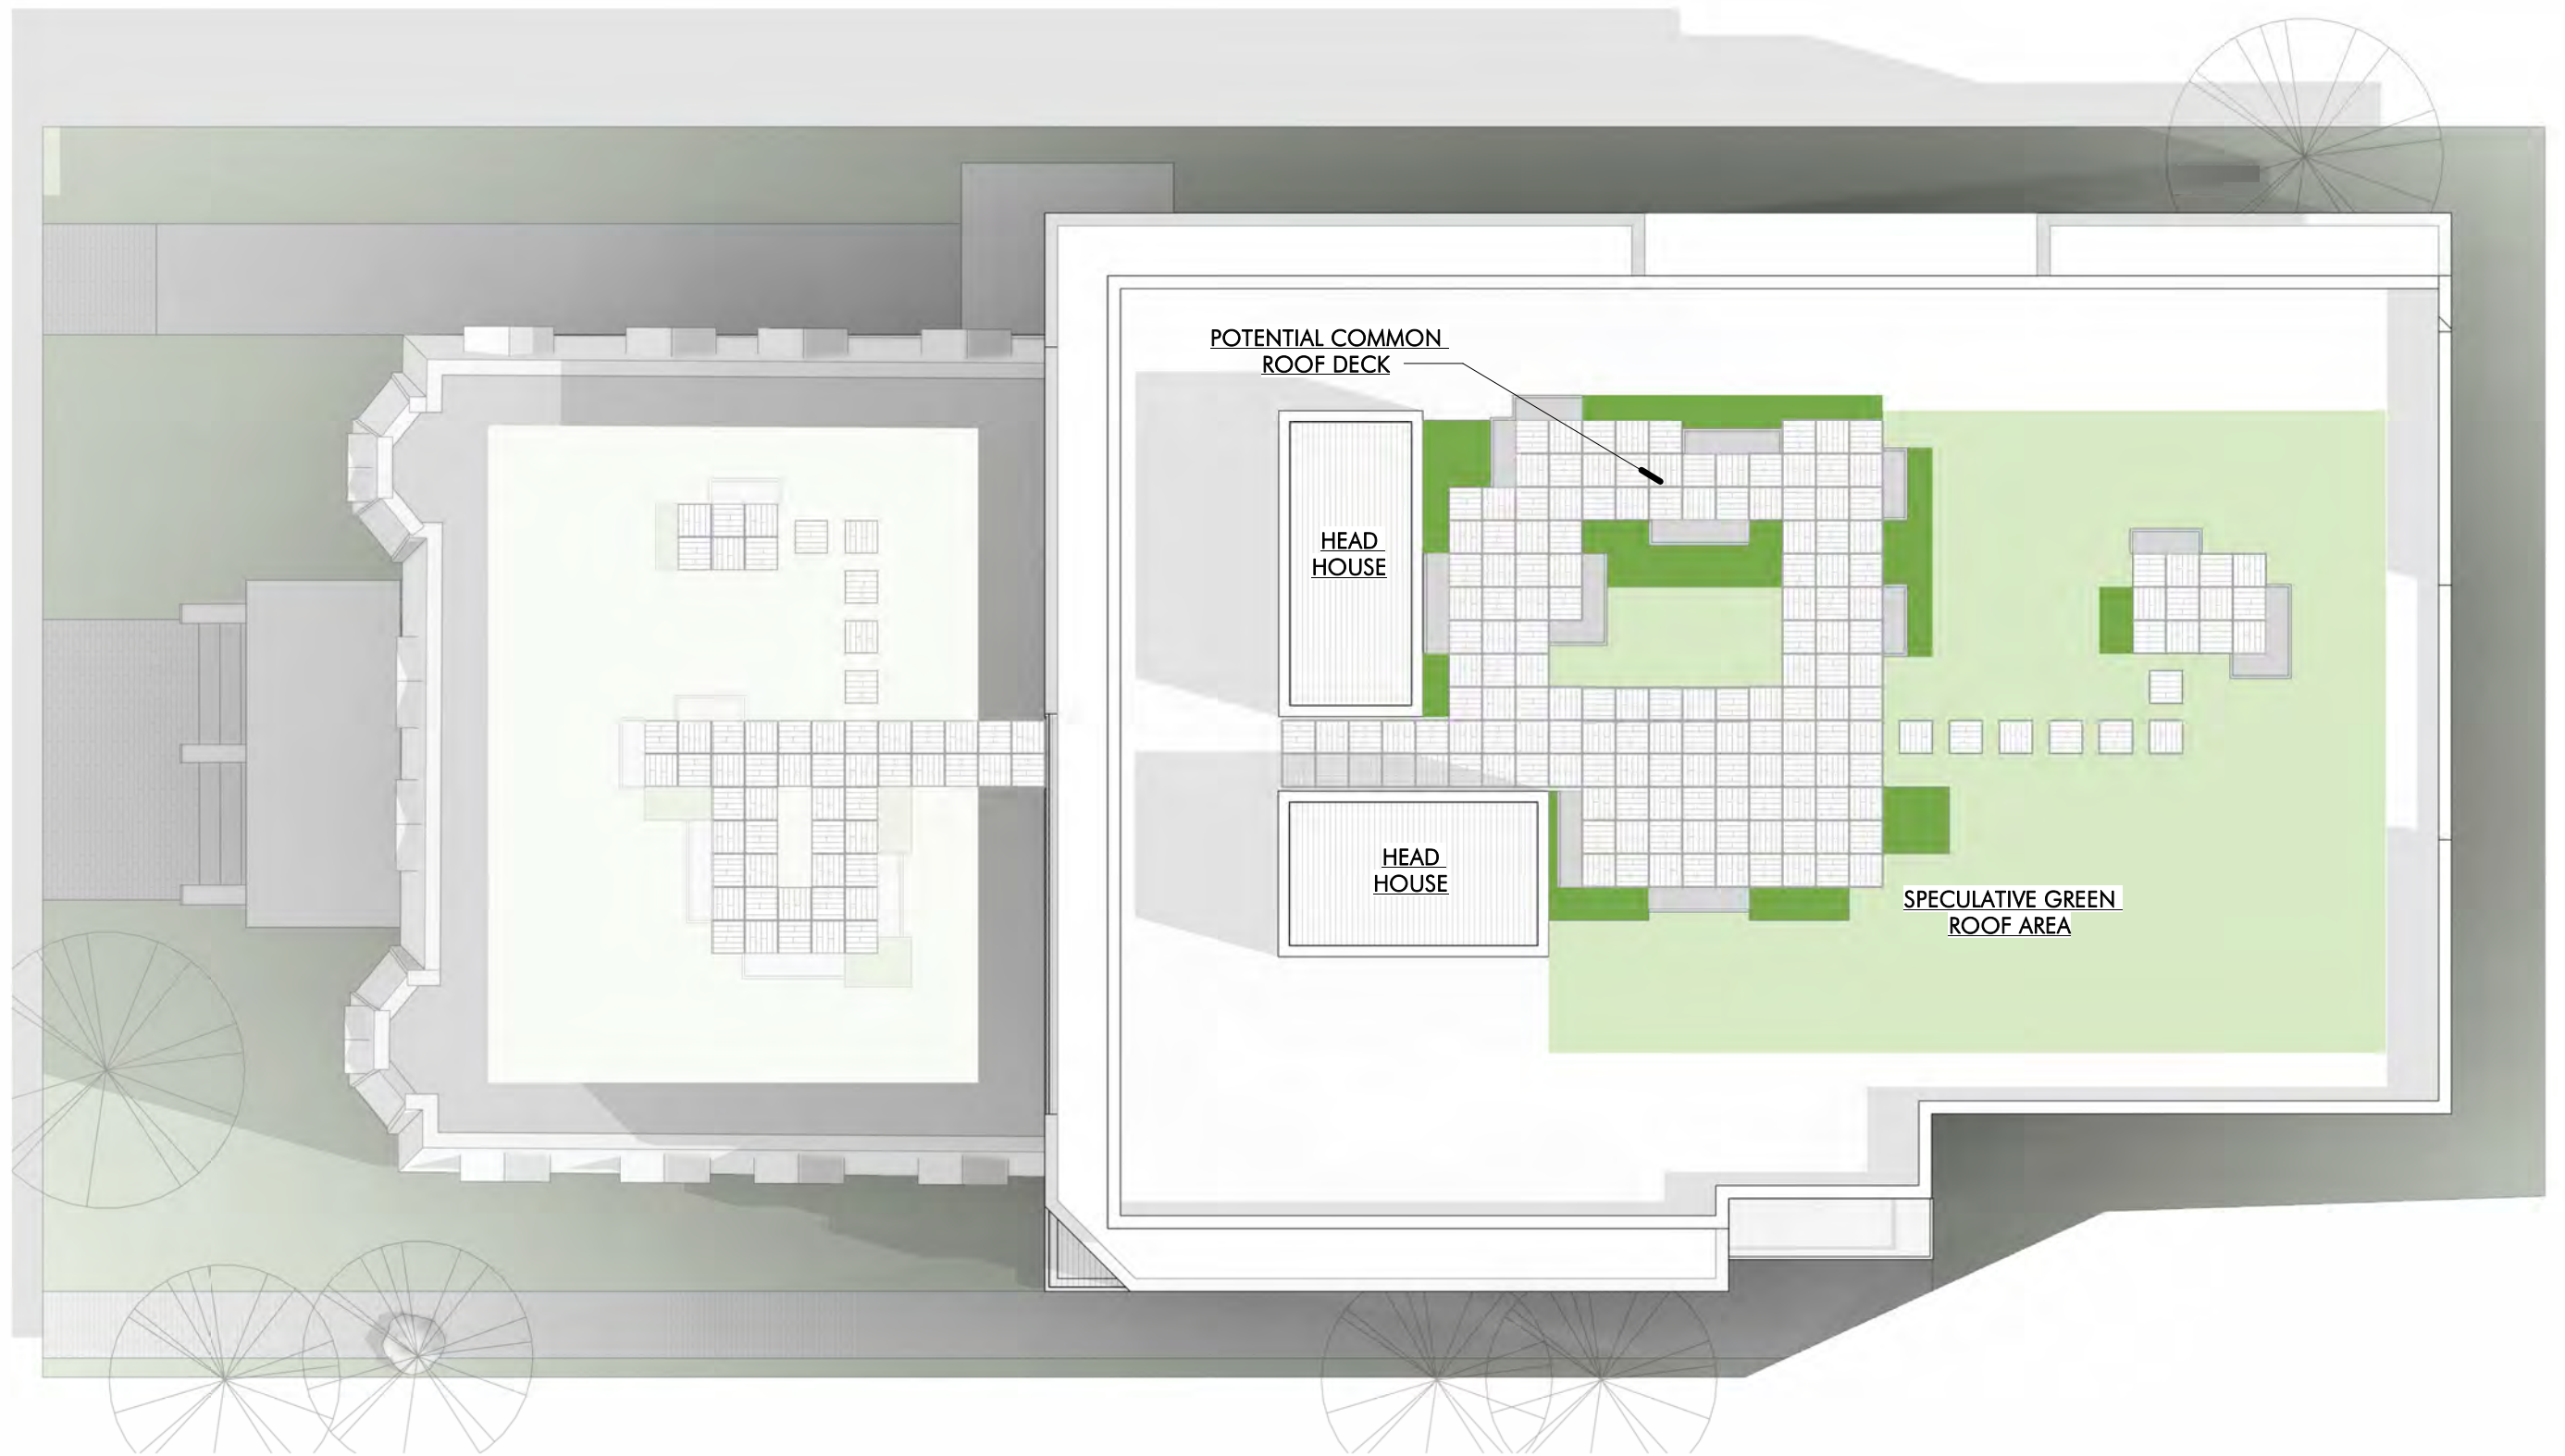 POTENTIAL COMMON
ROOF DECK
HEAD
HOUSE
HEAD
HOUSE
SPECULATIVE GREEN
ROOF AREA